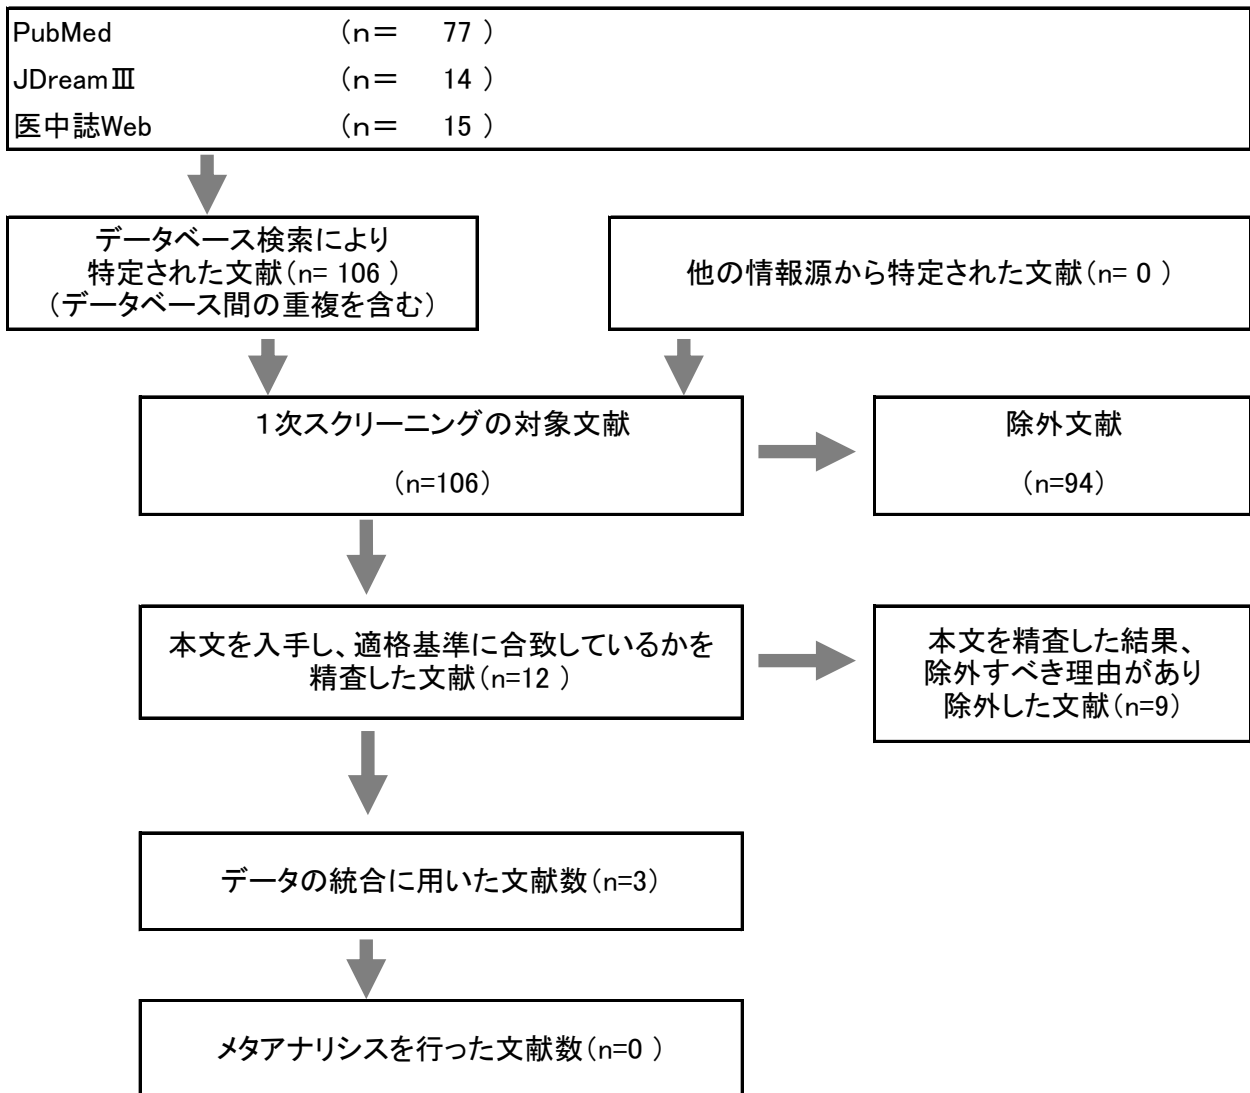 PubMed （n＝ 77 ）
JDreamⅢ （n＝ 14 ）
医中誌Web （n＝ 15 ）
データベース検索により
特定された文献（n= 106 ）
（データベース間の重複を含む）
他の情報源から特定された文献（n= 0 ）
１次スクリーニングの対象文献
（n=106）
除外文献
（n=94）
本文を入手し、適格基準に合致しているかを
精査した文献（n=12 ）
本文を精査した結果、
除外すべき理由があり
除外した文献（n=9）
データの統合に用いた文献数（n=3）
メタアナリシスを行った文献数（n=0 ）